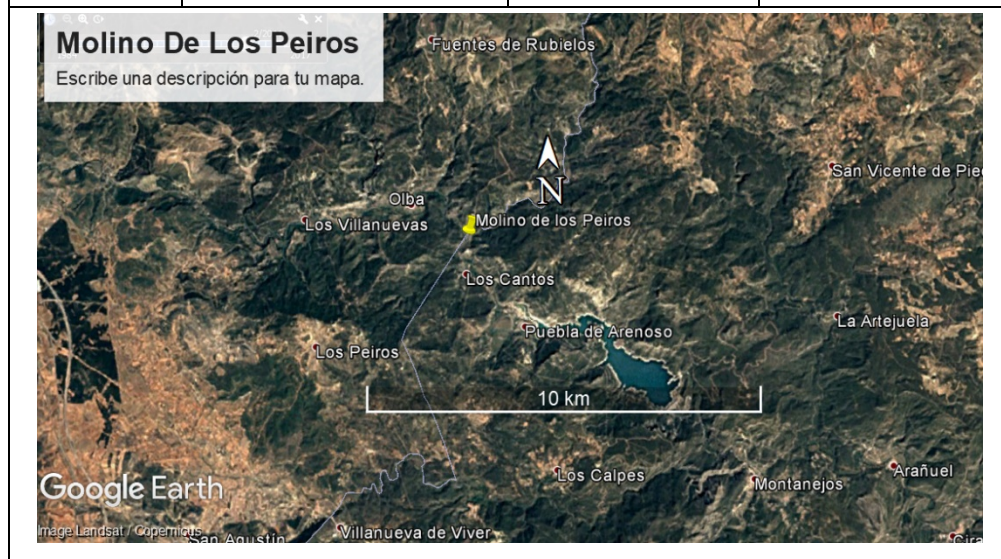 Molino De Los Peiros
Escribe una descripción para tu mapa.
Fuentes de Rubielos
San Vicente de Pie
N
Olba
Los Villanuevas
Molino de los Peiros
Los Cantos
Puebla de Arenoso
La Artejuela
Los Peiros
10 km
Los Calpes
Arañuel
Montanejos
Google Earth
Image Landsat / Copernicus
San Agustín
Villanueva de Viver
Cira